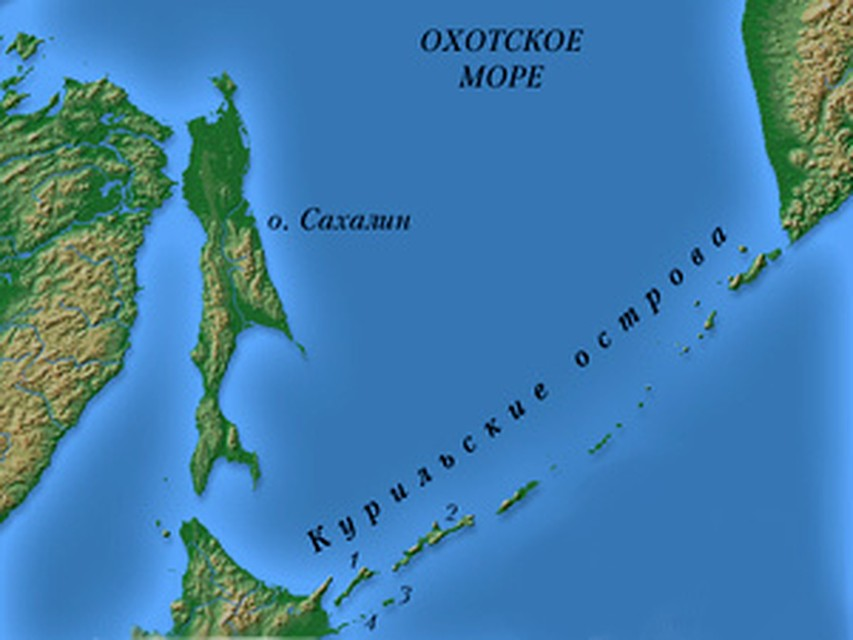 ОХОТСКОЕ
МОРЕ
о. Сахалин
Курильские острова
2
1
3
4